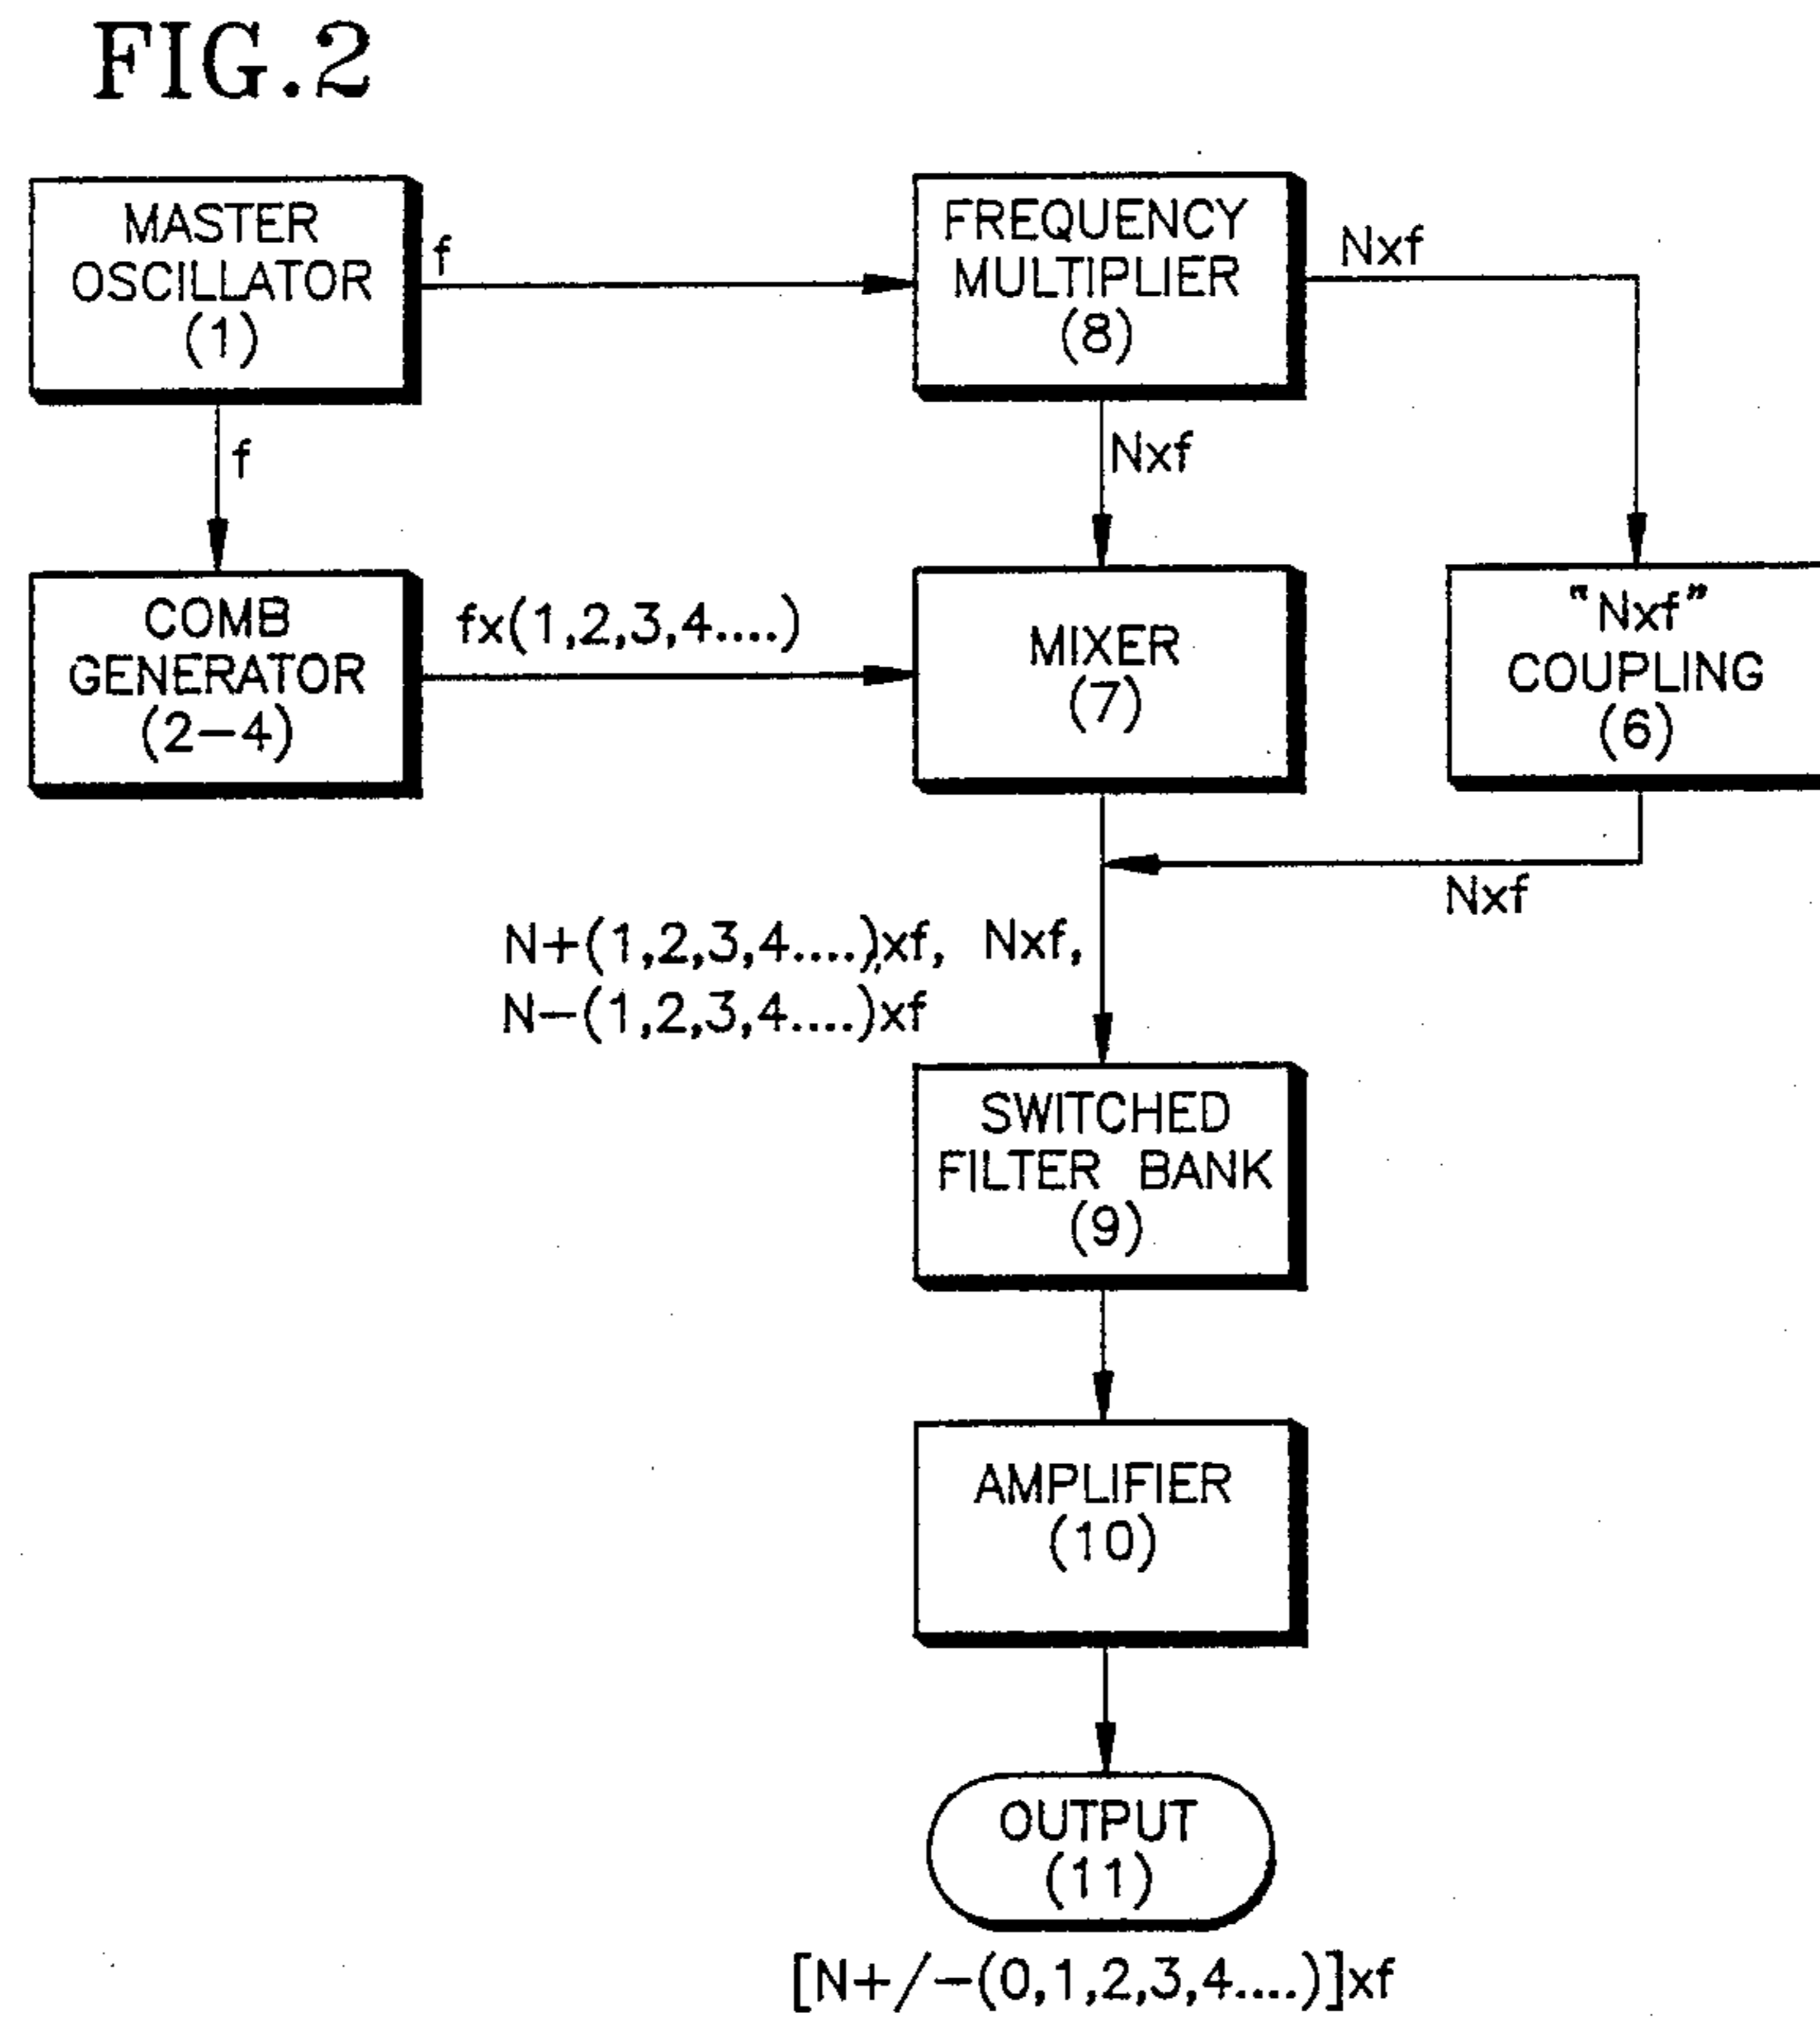 FIG.2
MASTER
OSCILLATOR
(1)
f
FREQUENCY
MULTIPLIER
(8)
Nxf
f
Nxf
COMB
GENERATOR
(2-4)
fx(1,2,3,4....)
MIXER
(7)
"Nxf"
COUPLING
(6)
Nxf
N+(1,2,3,4....),xf, Nxf,
N-(1,2,3,4....)xf
SWITCHED
FILTER BANK
(9)
AMPLIFIER
(10)
OUTPUT
(11)
[N+/-(0,1,2,3,4....)]xf